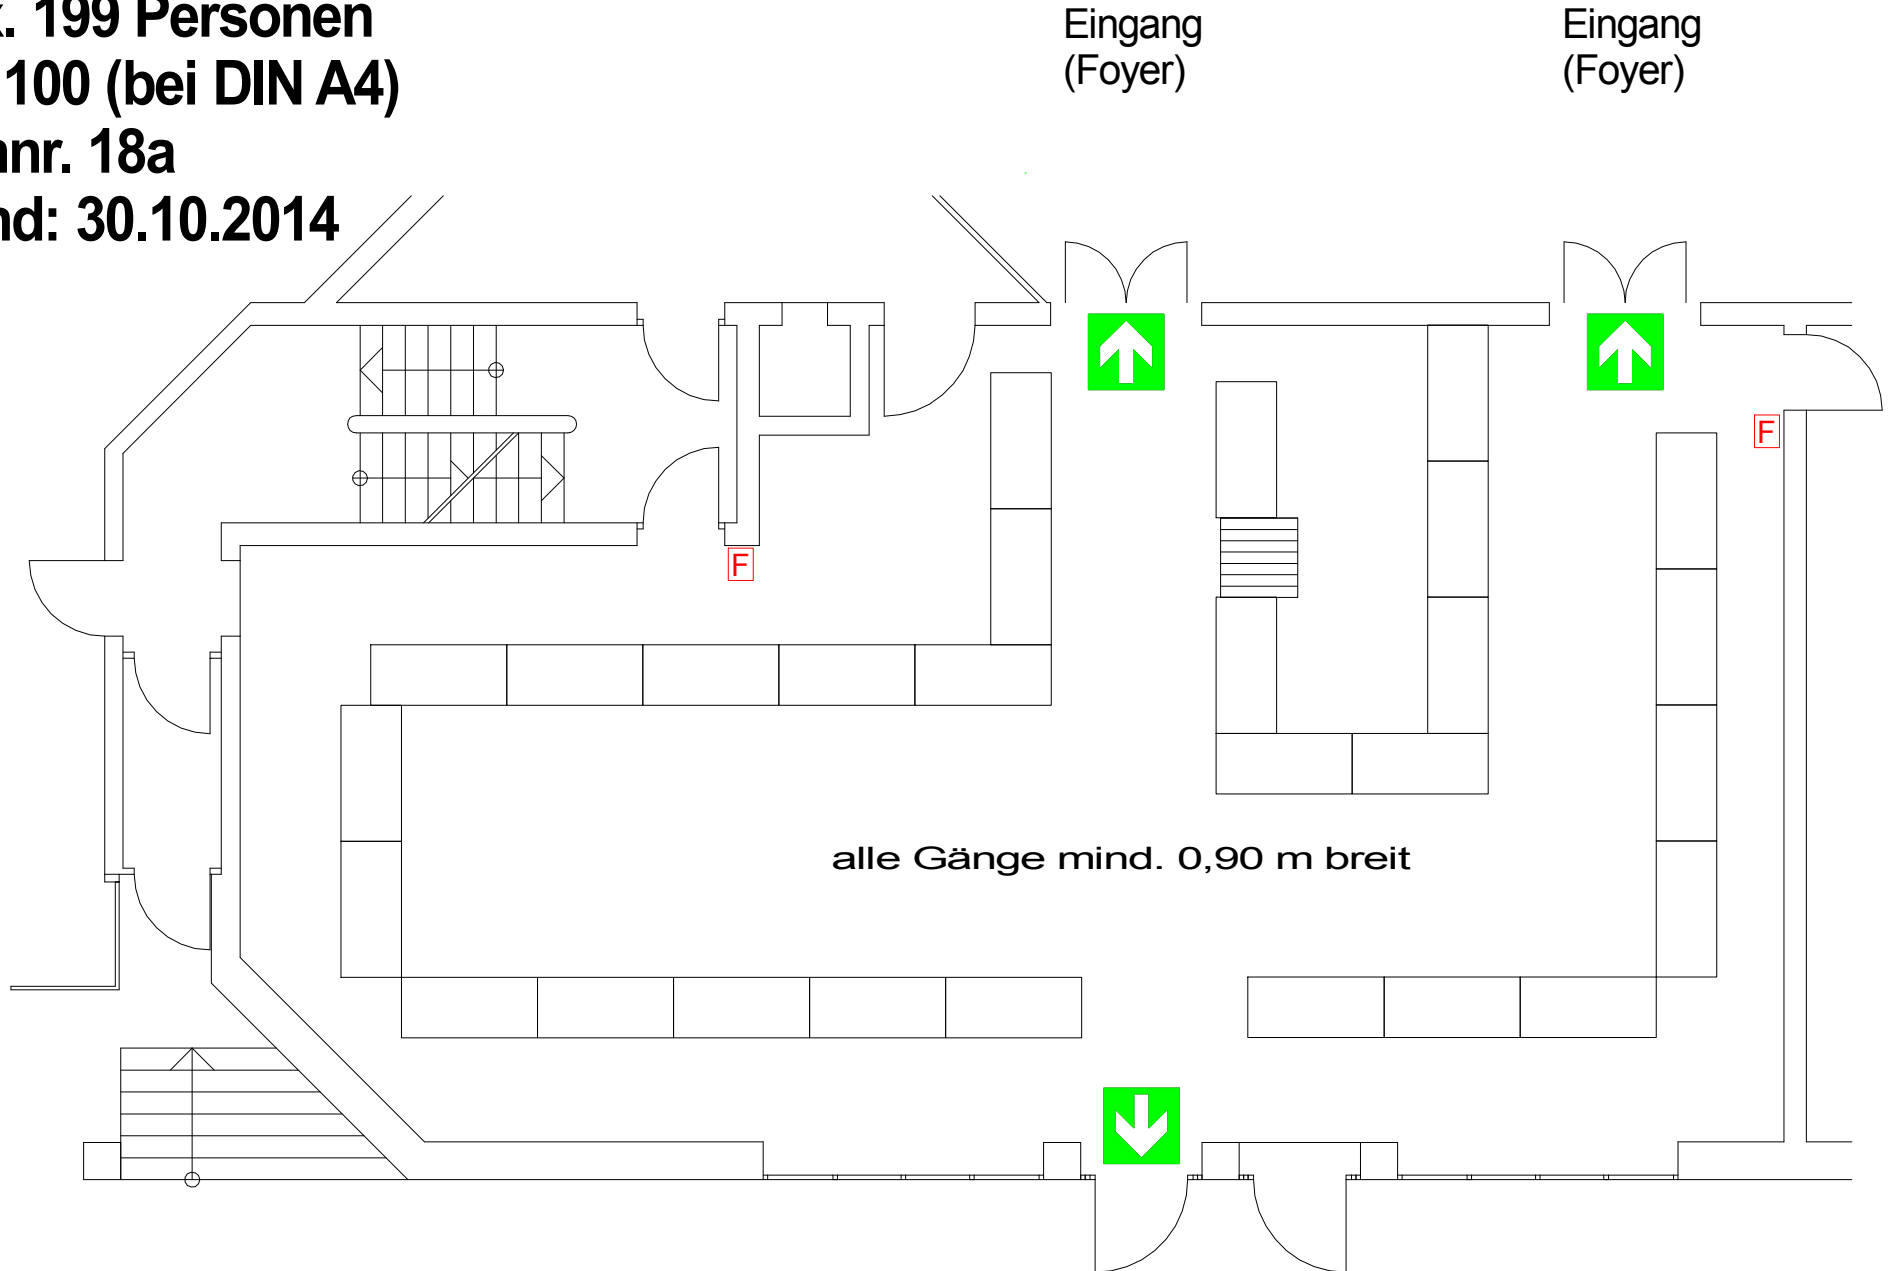 . 199 Personen
100 (bei DIN A4)
nr. 18a
nd: 30.10.2014
Eingang
(Foyer)
Eingang
(Foyer)
F
F
alle Gänge mind. 0,90 m breit